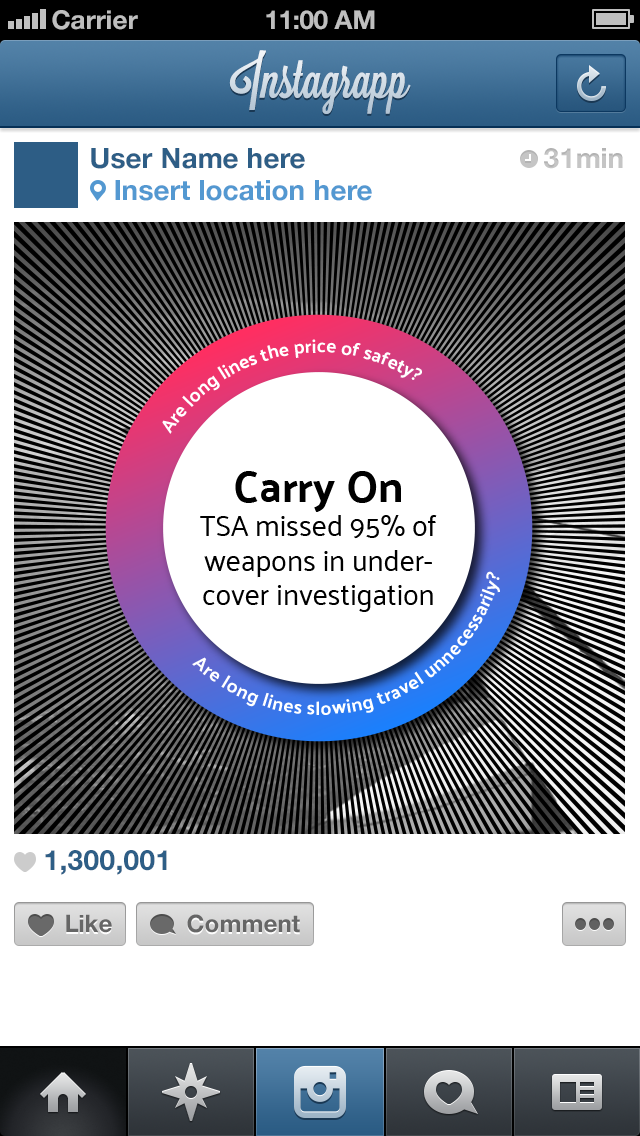 Carrier
11:00 AM
Instagrapp
User Name here
31min
Insert location here
Are long lines the price of safety?
Carry On
TSA missed 95% of
weapons in under-
cover investigation
Are long lines slowing travel unnecessarily?
1,300,001
Like
Comment